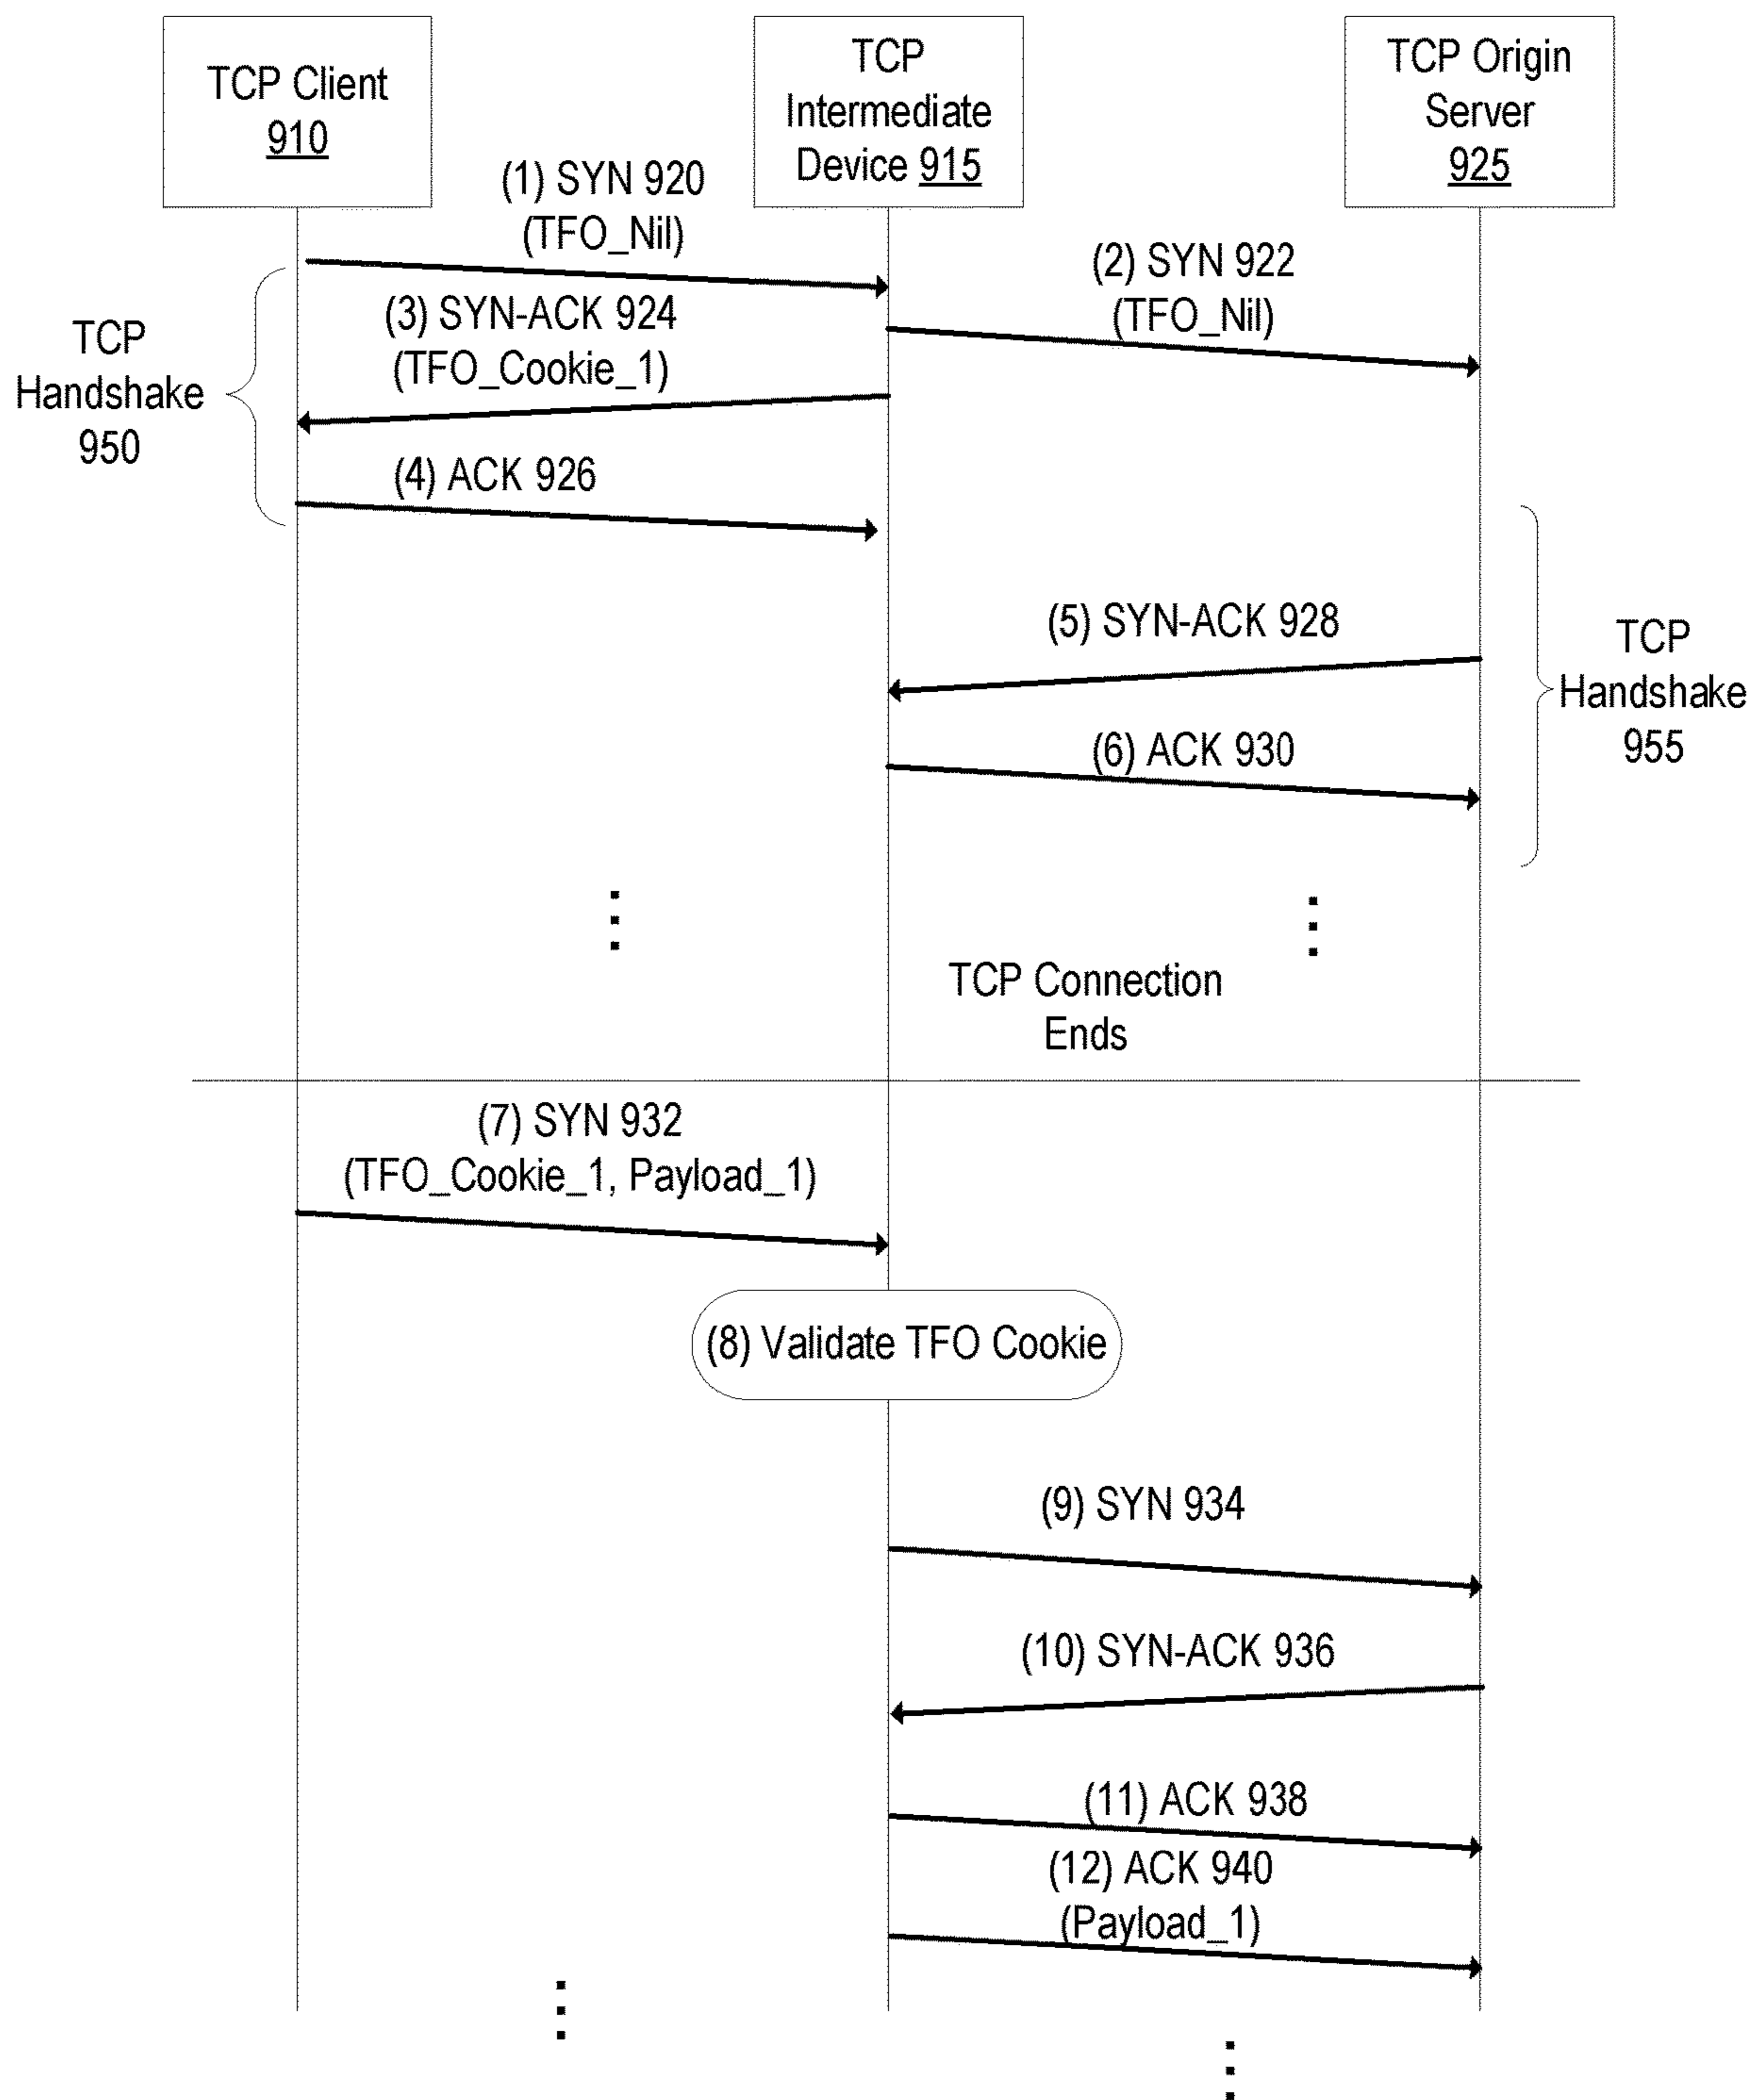 TCP Client
910
TCP
Intermediate
Device 915
TCP Origin
Server
925
(1) SYN 920
(TFO_Nil)
(2) SYN 922
(TFO_Nil)
(3) SYN-ACK 924
(TFO_Cookie_1)
TCP
Handshake
950
(4) ACK 926
(5) SYN-ACK 928
TCP
Handshake
955
(6) ACK 930
TCP Connection
Ends
(7) SYN 932
(TFO_Cookie_1, Payload_1)
(8) Validate TFO Cookie
(9) SYN 934
(10) SYN-ACK 936
(11) ACK 938
(12) ACK 940
(Payload_1)